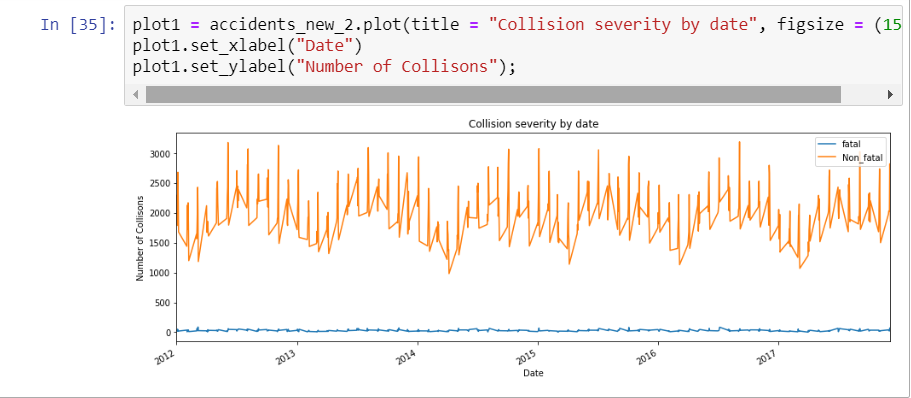 In [35]: plot1 = accidents_new_2.plot(title = "Collision severity by date", figsize = (15
plot1.set_xlabel("Date")
plot1.set_ylabel("Number of Collisons");
Collision severity by date
fatal
Non_fatal
Number of Collisons
3000
2500
2000
1500
1000
500
0
2012 2013 2014 2015 2016 2017
Date